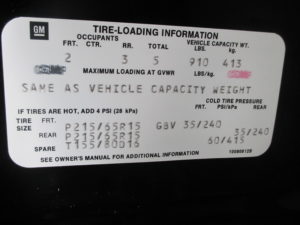 GM
TIRE-LOADING INFORMATION
OCCUPANTS VEHICLE CAPACITY WT.
FRT. CTR. RR. TOTAL LBS. KG.
2 3 5 910 413
MAXIMUM LOADING @ GVWR LBS/kg.
SAME AS VEHICLE CAPACITY WEIGHT
COLD TIRE PRESSURE
IF TIRES ARE HOT, ADD 4 PSI (28 kPa) FRT. PSI/kPa REAR
TIRE SIZE
FRT P215/65R15 GBV 35/240
REAR P215/65R15 35/240
SPARE T155/80D16 60/415
SEE OWNER'S MANUAL FOR ADDITIONAL INFORMATION